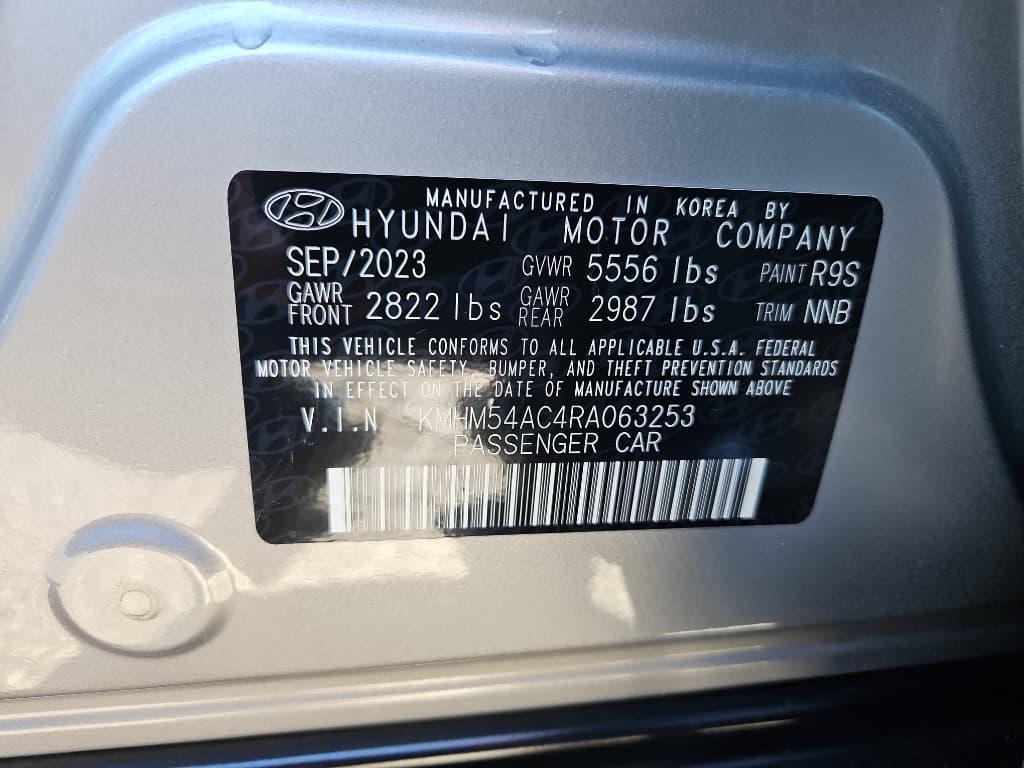 MANUFACTURED IN KOREA BY
HYUNDAI MOTOR COMPANY
SEP/2023 GVWR 5556 lbs PAINT R9S
GAWR FRONT 2822 lbs GAWR REAR 2987 lbs TRIM NNB
THIS VEHICLE CONFORMS TO ALL APPLICABLE U.S.A. FEDERAL
MOTOR VEHICLE SAFETY, BUMPER, AND THEFT PREVENTION STANDARDS
IN EFFECT ON THE DATE OF MANUFACTURE SHOWN ABOVE
V.I.N KMHM54AC4RA063253
PASSENGER CAR